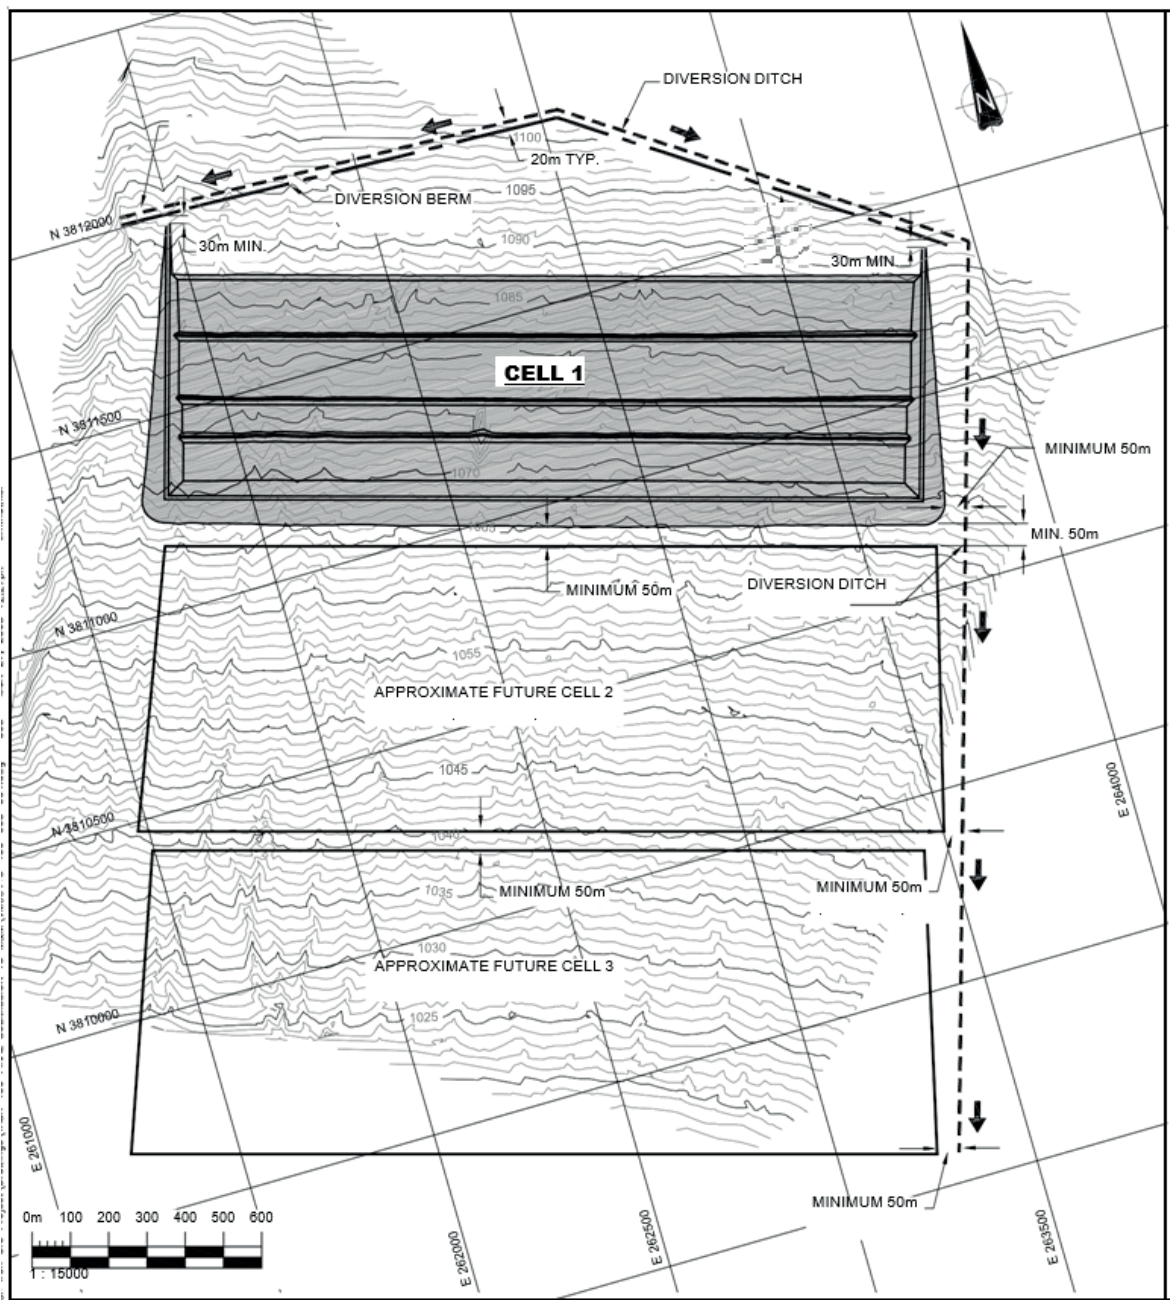 DIVERSION DITCH
N
1100
20m TYP.
1095
DIVERSION BERM
N 3812000
1090
30m MIN.
30m MIN.
1085
CELL 1
N 3811500
MINIMUM 50m
1070
MIN. 50m
MINIMUM 50m
DIVERSION DITCH
N 3811000
1055
APPROXIMATE FUTURE CELL 2
1045
E 264000
N 3810500
1040
MINIMUM 50m
1035
MINIMUM 50m
1030
APPROXIMATE FUTURE CELL 3
1025
N 3810000
E 261000
MINIMUM 50m
E 262000
E 262500
E 263500
0m 100 200 300 400 500 600
1 : 15000